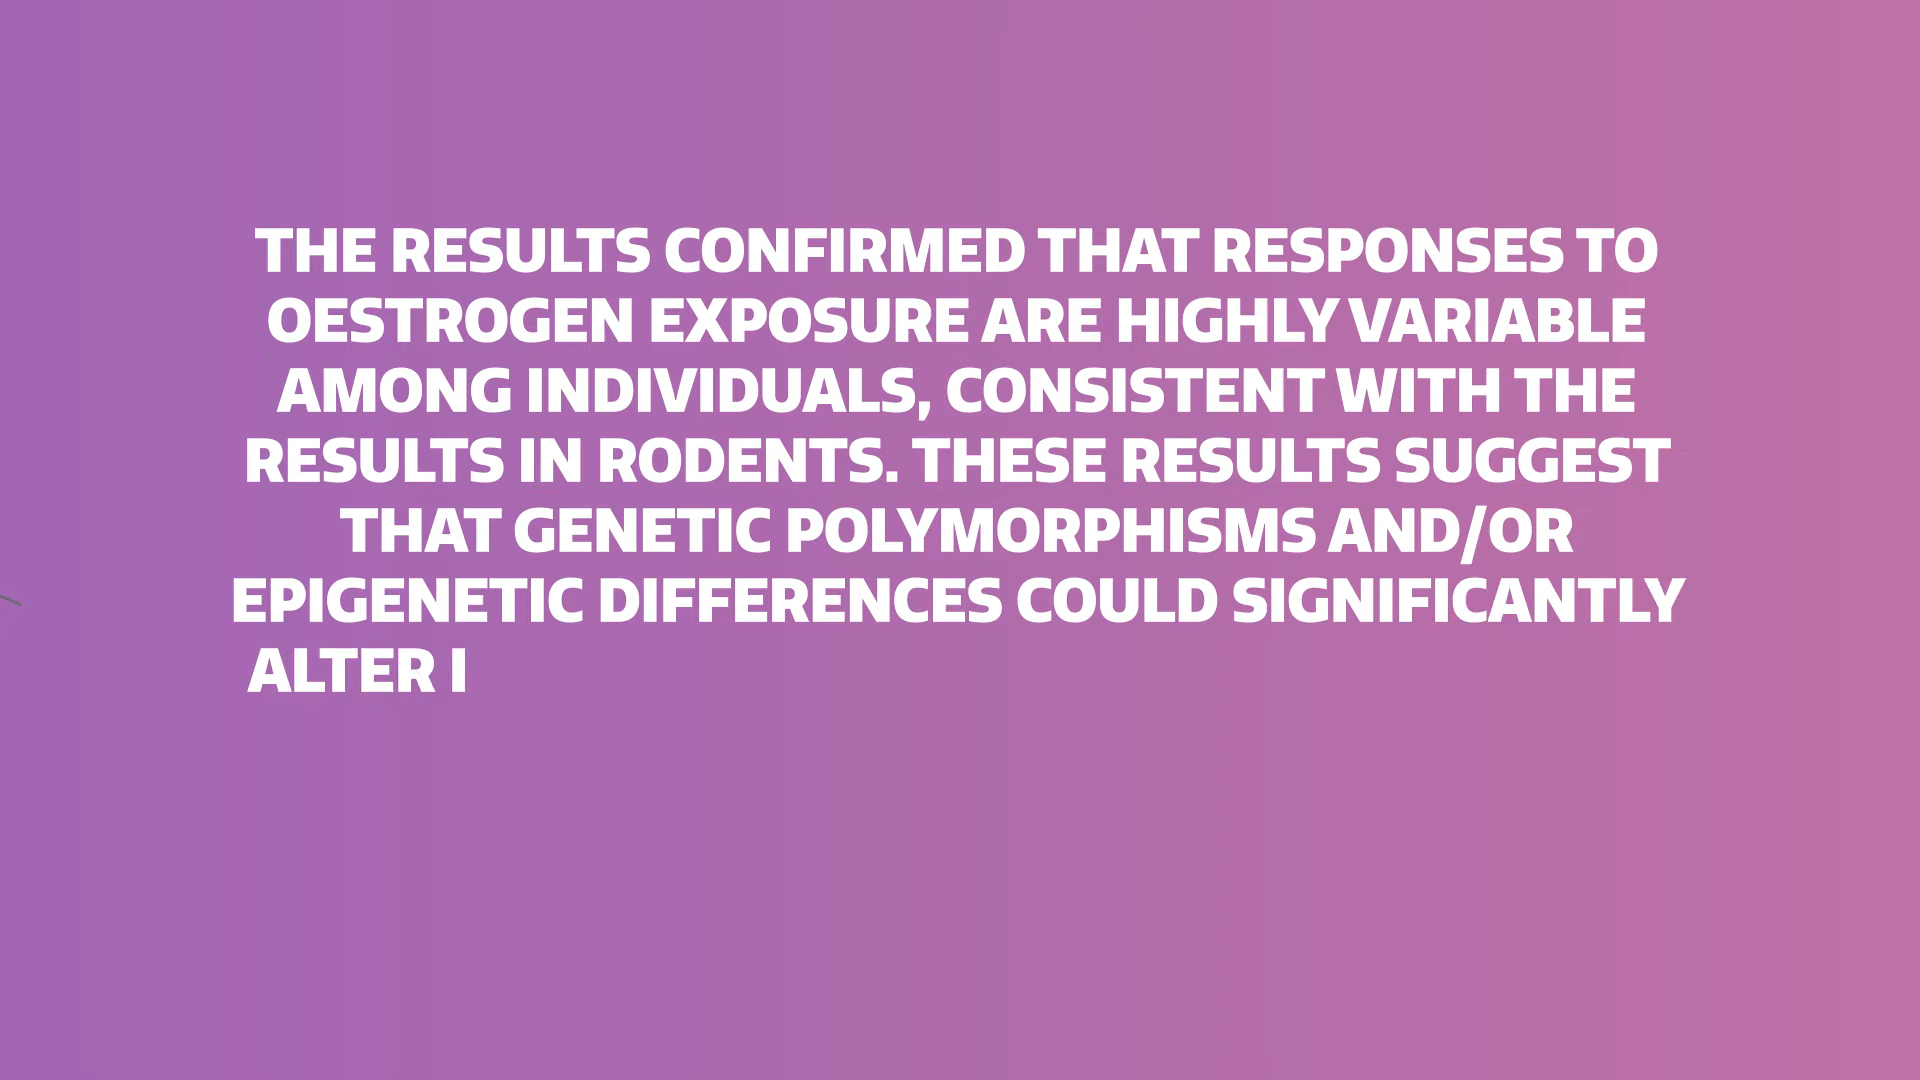 THE RESULTS CONFIRMED THAT RESPONSES TO
OESTROGEN EXPOSURE ARE HIGHLY VARIABLE
AMONG INDIVIDUALS, CONSISTENT WITH THE
RESULTS IN RODENTS. THESE RESULTS SUGGEST
THAT GENETIC POLYMORPHISMS AND/OR
EPIGENETIC DIFFERENCES COULD SIGNIFICANTLY
ALTER I